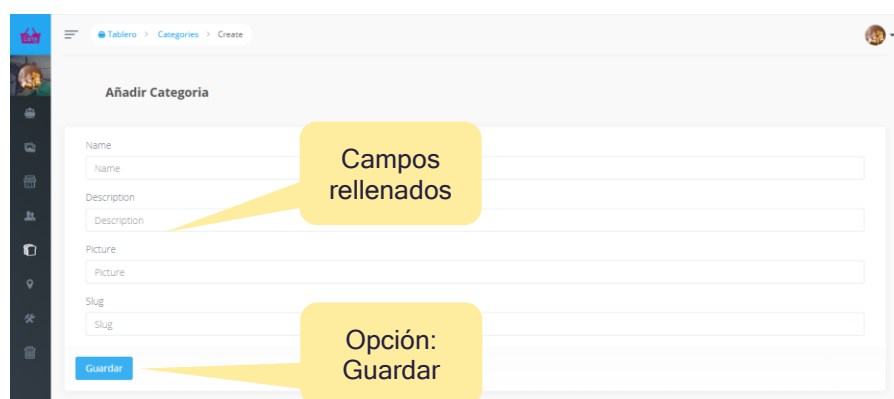 Tablero > Categories > Create
Añadir Categoria
Name
Name
Description
Description
Picture
Picture
Slug
Slug
Guardar
Campos
rellenados
Opción:
Guardar